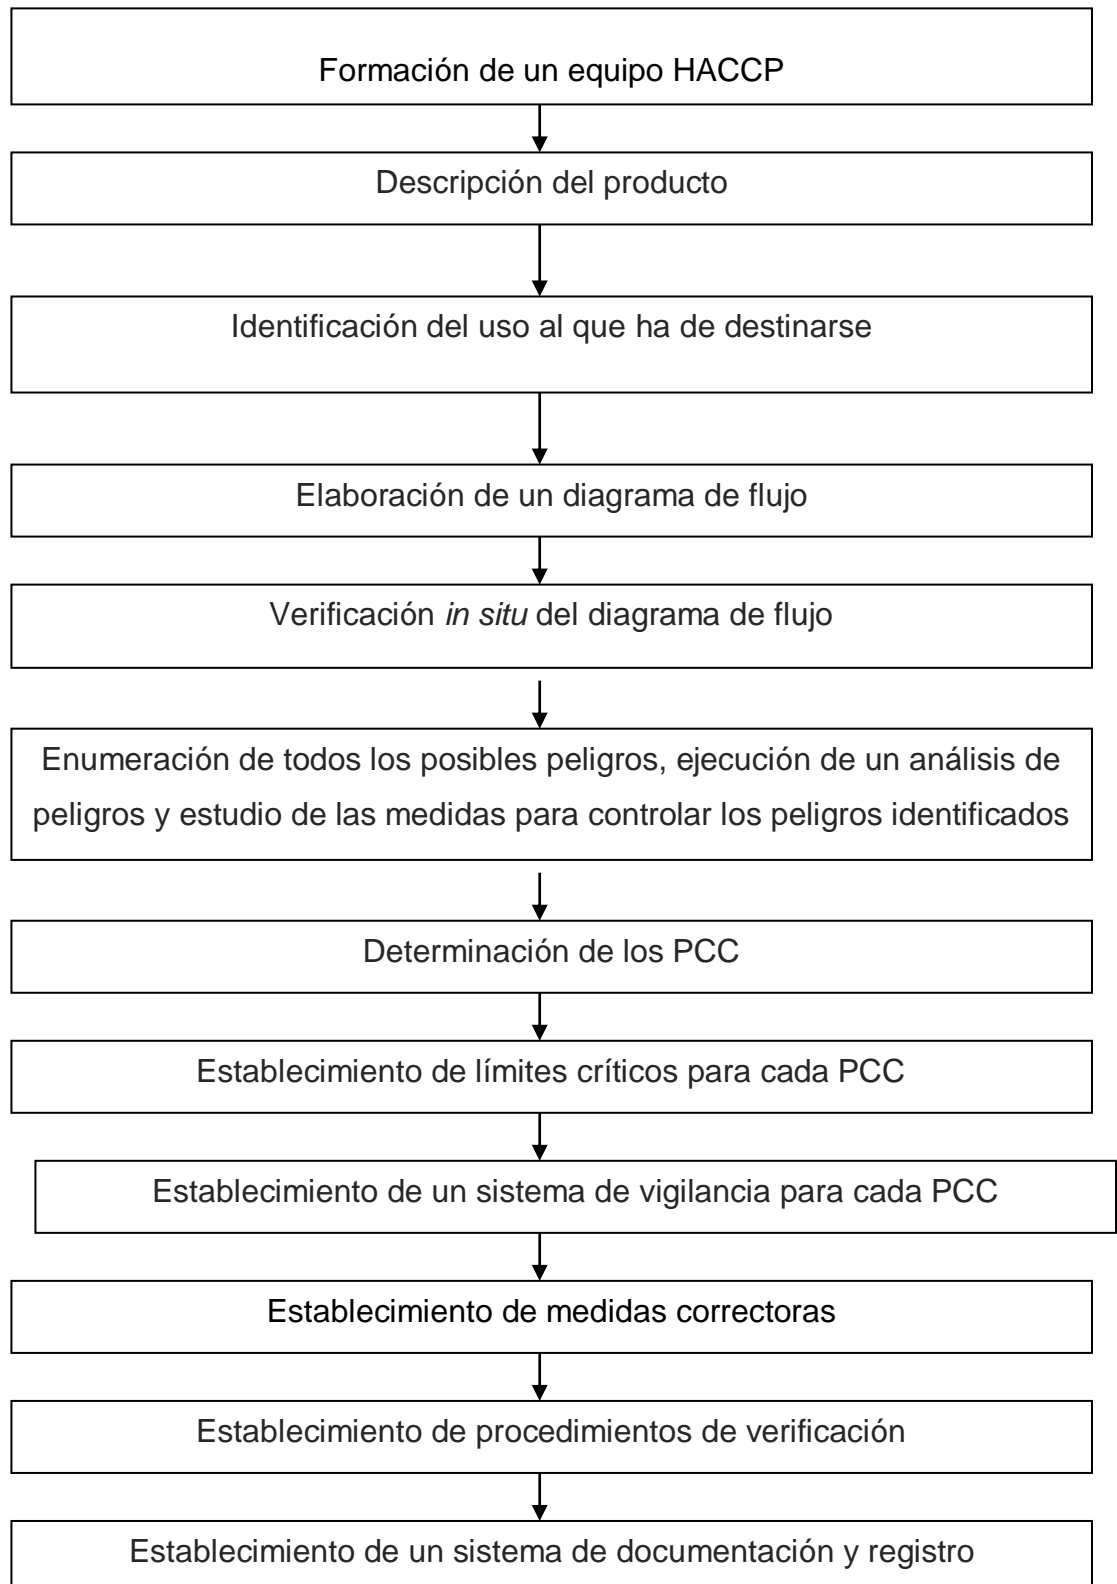 Formación de un equipo HACCP
Descripción del producto
Identificación del uso al que ha de destinarse
Elaboración de un diagrama de flujo
Verificación in situ del diagrama de flujo
Enumeración de todos los posibles peligros, ejecución de un análisis de
peligros y estudio de las medidas para controlar los peligros identificados
Determinación de los PCC
Establecimiento de límites críticos para cada PCC
Establecimiento de un sistema de vigilancia para cada PCC
Establecimiento de medidas correctoras
Establecimiento de procedimientos de verificación
Establecimiento de un sistema de documentación y registro